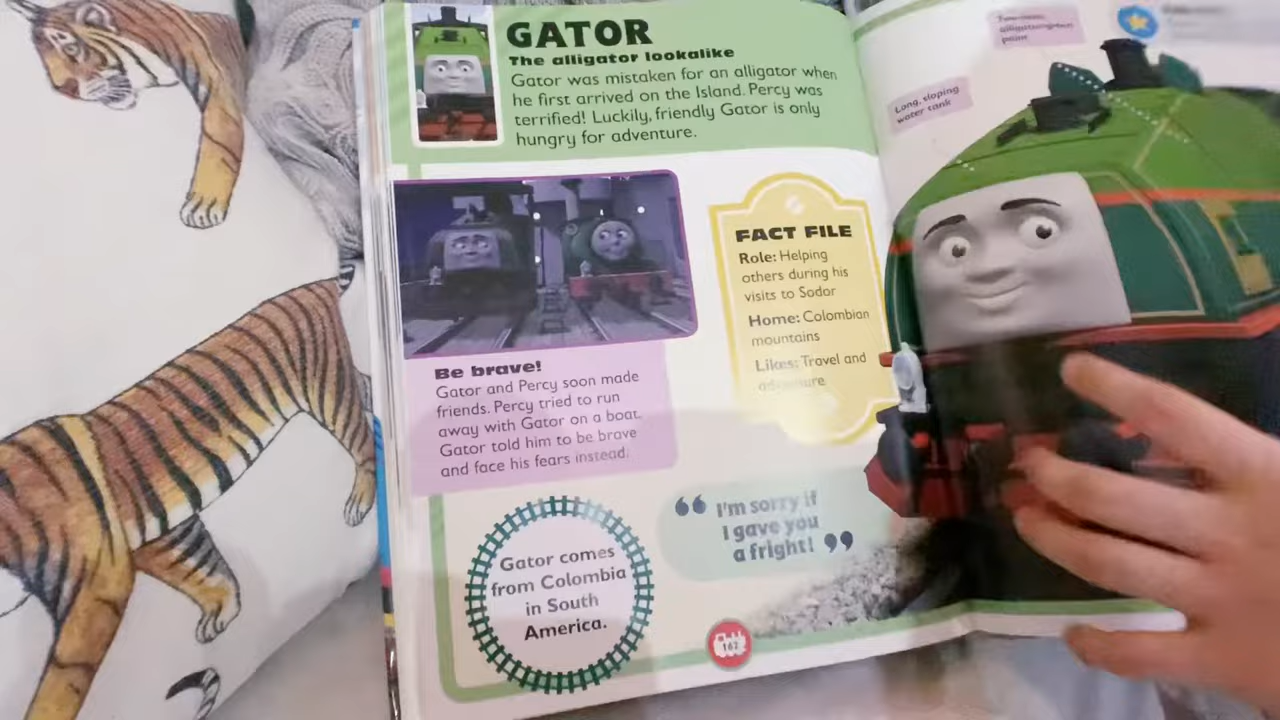 GATOR
The alligator lookalike
Gator was mistaken for an alligator when
he first arrived on the Island. Percy was
terrified! Luckily, friendly Gator is only
hungry for adventure.
Be brave!
Gator and Percy soon made
friends. Percy tried to run
away with Gator on a boat.
Gator told him to be brave
and face his fears instead.
FACT FILE
Role: Helping
others during his
visits to Sodor
Home: Colombian
mountains
Likes: Travel and
adventure
Gator comes
from Colombia
in South
America.
“ I'm sorry if
I gave you
a fright! ”
162
paint
Long, sloping
water tank